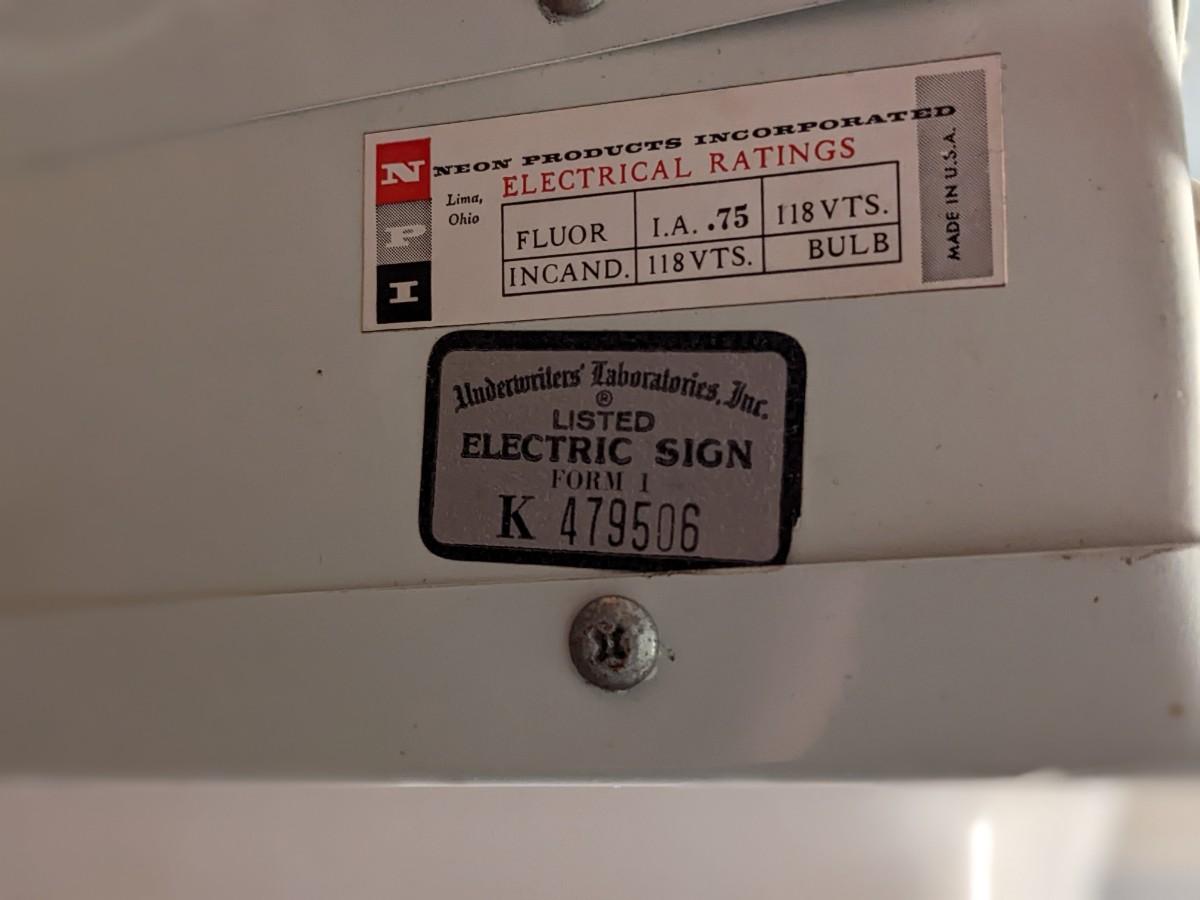 N
P
I
NEON PRODUCTS INCORPORATED
Lima,
Ohio
ELECTRICAL RATINGS
FLUOR I.A. .75 118 VTS.
INCAND. 118 VTS. BULB
MADE IN U.S.A.
Underwriters' Laboratories, Inc.
®
LISTED
ELECTRIC SIGN
FORM I
K 479506